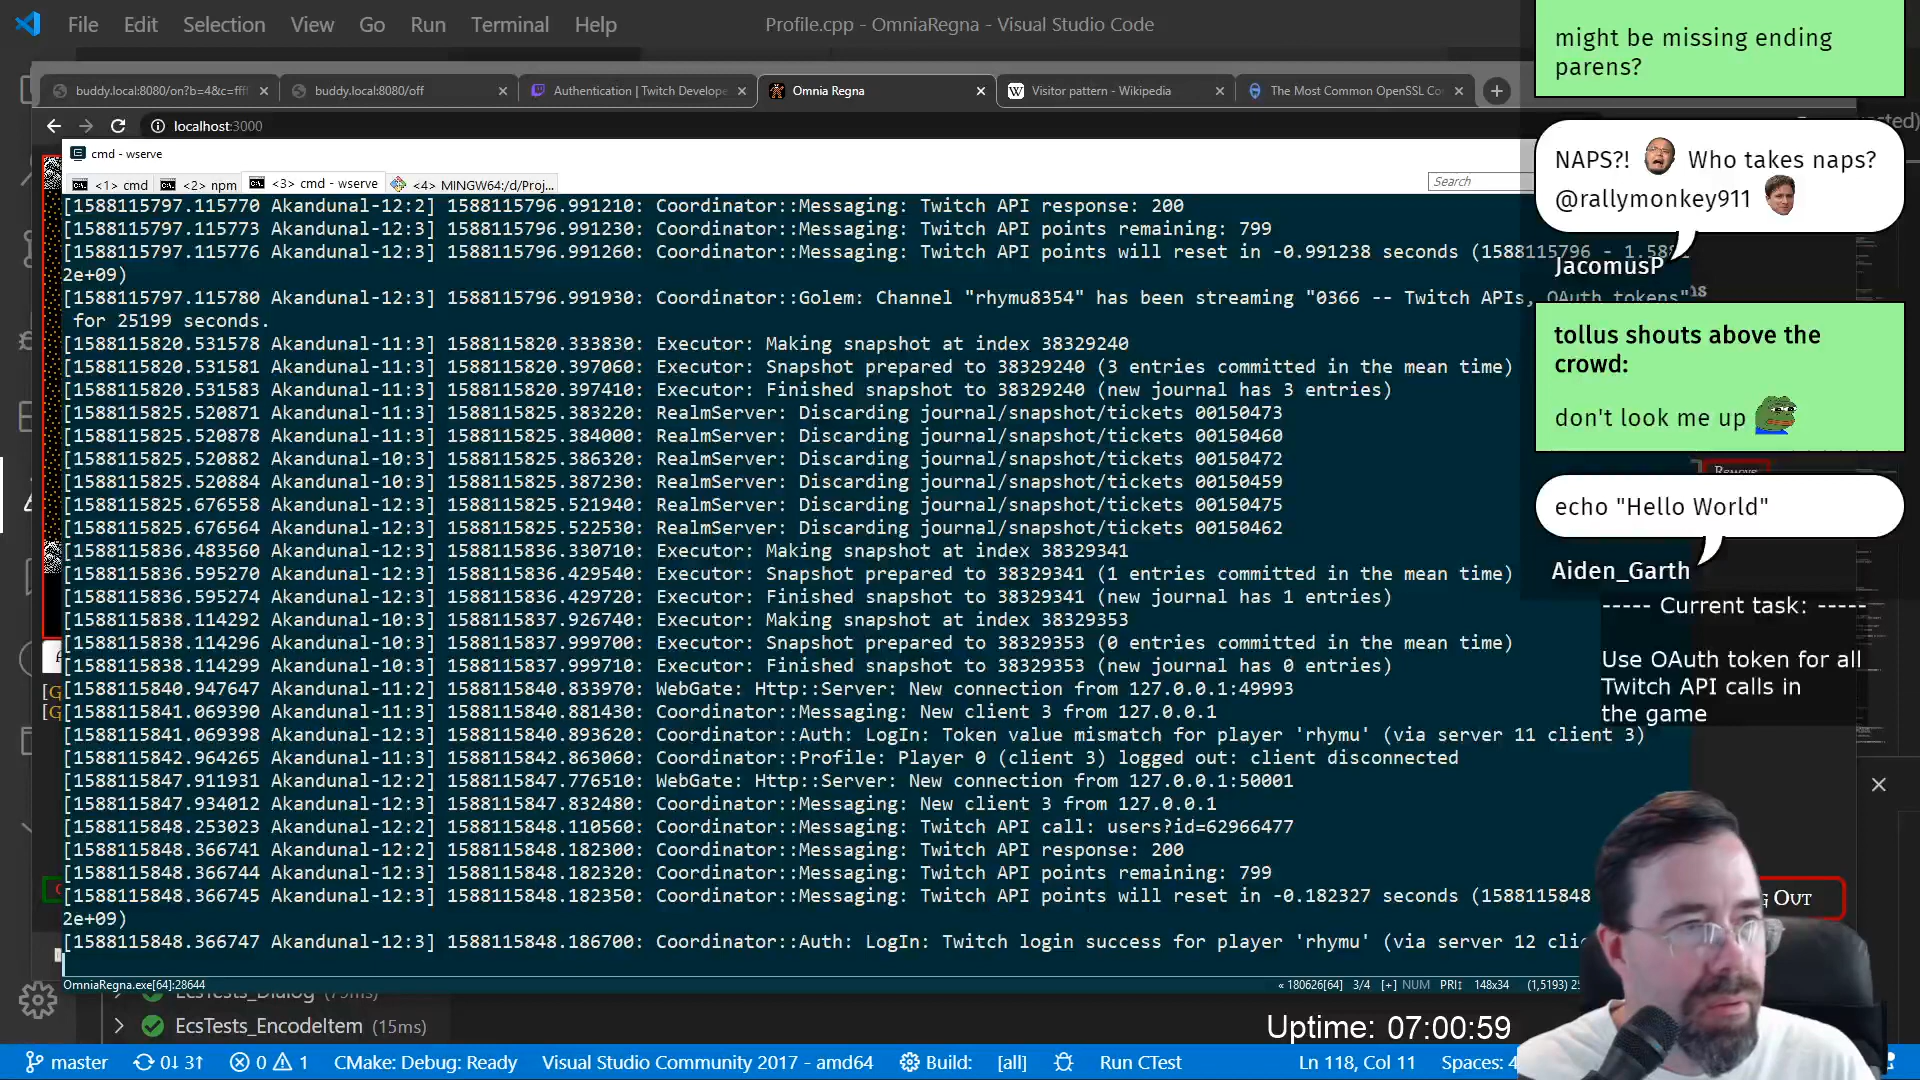 File Edit Selection View Go Run Terminal Help
Profile.cpp - OmniaRegna - Visual Studio Code
buddy.local:8080/on?b=4&c=fff
buddy.local:8080/off
Authentication | Twitch Develope
Omnia Regna
Visitor pattern - Wikipedia
The Most Common OpenSSL Co
localhost:3000
cmd - wserve
<1> cmd <2> npm <3> cmd - wserve <4> MINGW64:/d/Proj...
Search
[1588115797.115770 Akandunal-12:2] 1588115796.991210: Coordinator::Messaging: Twitch API response: 200
[1588115797.115773 Akandunal-12:3] 1588115796.991230: Coordinator::Messaging: Twitch API points remaining: 799
[1588115797.115776 Akandunal-12:3] 1588115796.991260: Coordinator::Messaging: Twitch API points will reset in -0.991238 seconds (1588115796 - 1.588
2e+09)
[1588115797.115780 Akandunal-12:3] 1588115796.991930: Coordinator::Golem: Channel "rhymu8354" has been streaming "0366 -- Twitch APIs, OAuth tokens"
for 25199 seconds.
[1588115820.531578 Akandunal-11:3] 1588115820.333830: Executor: Making snapshot at index 38329240
[1588115820.531581 Akandunal-11:3] 1588115820.397060: Executor: Snapshot prepared to 38329240 (3 entries committed in the mean time)
[1588115820.531583 Akandunal-11:3] 1588115820.397410: Executor: Finished snapshot to 38329240 (new journal has 3 entries)
[1588115825.520871 Akandunal-11:3] 1588115825.383220: RealmServer: Discarding journal/snapshot/tickets 00150473
[1588115825.520878 Akandunal-11:3] 1588115825.384000: RealmServer: Discarding journal/snapshot/tickets 00150460
[1588115825.520882 Akandunal-10:3] 1588115825.386320: RealmServer: Discarding journal/snapshot/tickets 00150472
[1588115825.520884 Akandunal-10:3] 1588115825.387230: RealmServer: Discarding journal/snapshot/tickets 00150459
[1588115825.676558 Akandunal-12:3] 1588115825.521940: RealmServer: Discarding journal/snapshot/tickets 00150475
[1588115825.676564 Akandunal-12:3] 1588115825.522530: RealmServer: Discarding journal/snapshot/tickets 00150462
[1588115836.483560 Akandunal-12:3] 1588115836.330710: Executor: Making snapshot at index 38329341
[1588115836.595270 Akandunal-12:3] 1588115836.429540: Executor: Snapshot prepared to 38329341 (1 entries committed in the mean time)
[1588115836.595274 Akandunal-12:3] 1588115836.429720: Executor: Finished snapshot to 38329341 (new journal has 1 entries)
[1588115838.114292 Akandunal-10:3] 1588115837.926740: Executor: Making snapshot at index 38329353
[1588115838.114296 Akandunal-10:3] 1588115837.999700: Executor: Snapshot prepared to 38329353 (0 entries committed in the mean time)
[1588115838.114299 Akandunal-10:3] 1588115837.999710: Executor: Finished snapshot to 38329353 (new journal has 0 entries)
[1588115840.947647 Akandunal-11:2] 1588115840.833970: WebGate: Http::Server: New connection from 127.0.0.1:49993
[1588115841.069390 Akandunal-11:3] 1588115840.881430: Coordinator::Messaging: New client 3 from 127.0.0.1
[1588115841.069398 Akandunal-12:3] 1588115840.893620: Coordinator::Auth: LogIn: Token value mismatch for player 'rhymu' (via server 11 client 3)
[1588115842.964265 Akandunal-11:3] 1588115842.863060: Coordinator::Profile: Player 0 (client 3) logged out: client disconnected
[1588115847.911931 Akandunal-12:2] 1588115847.776510: WebGate: Http::Server: New connection from 127.0.0.1:50001
[1588115847.934012 Akandunal-12:3] 1588115847.832480: Coordinator::Messaging: New client 3 from 127.0.0.1
[1588115848.253023 Akandunal-12:2] 1588115848.110560: Coordinator::Messaging: Twitch API call: users?id=62966477
[1588115848.366741 Akandunal-12:2] 1588115848.182300: Coordinator::Messaging: Twitch API response: 200
[1588115848.366744 Akandunal-12:3] 1588115848.182320: Coordinator::Messaging: Twitch API points remaining: 799
[1588115848.366745 Akandunal-12:3] 1588115848.182350: Coordinator::Messaging: Twitch API points will reset in -0.182327 seconds (1588115848
2e+09)
[1588115848.366747 Akandunal-12:3] 1588115848.186700: Coordinator::Auth: LogIn: Twitch login success for player 'rhymu' (via server 12 clie
OmniaRegna.exe[64]:28644
« 180626[64] 3/4 [+] NUM PRI↕ 148x34 (1,5193) 25
might be missing ending
parens?
NAPS?! Who takes naps?
@rallymonkey911
JacomusP
tollus shouts above the
crowd:
don't look me up
Remove
echo "Hello World"
Aiden_Garth
----- Current task: -----
Use OAuth token for all
Twitch API calls in
the game
g Out
EcsTests_Dialog
EcsTests_EncodeItem (15ms)
Uptime: 07:00:59
master 0↓ 3↑ 0 1 CMake: Debug: Ready Visual Studio Community 2017 - amd64 Build: [all] Run CTest Ln 118, Col 11 Spaces: 4